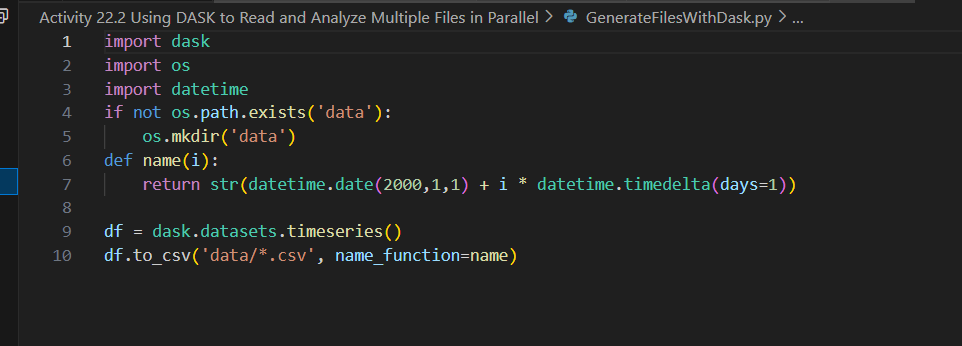 Activity 22.2 Using DASK to Read and Analyze Multiple Files in Parallel > GenerateFilesWithDask.py > ...
1 import dask
2 import os
3 import datetime
4 if not os.path.exists('data'):
5     os.mkdir('data')
6 def name(i):
7     return str(datetime.date(2000,1,1) + i * datetime.timedelta(days=1))
8
9 df = dask.datasets.timeseries()
10 df.to_csv('data/*.csv', name_function=name)